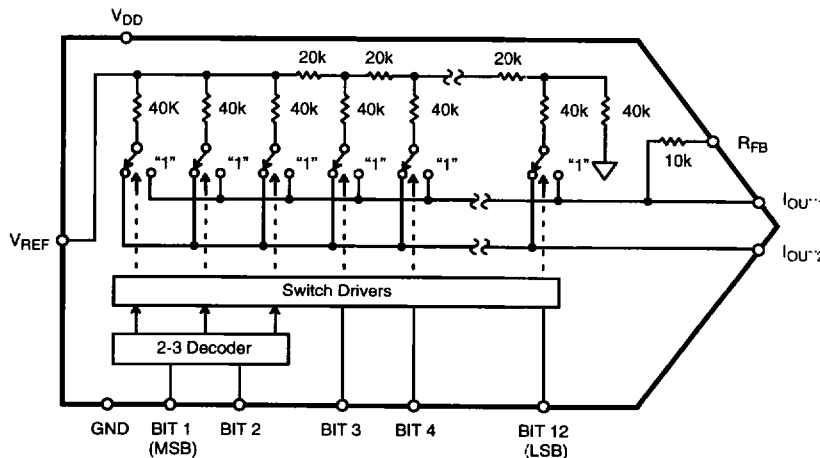 VDD
20k 20k 20k
40K 40k 40k 40k 40k 40k 40k
RFB
10k
"1" "1" "1" "1" "1" "1"
VREF
Switch Drivers
2-3 Decoder
GND BIT 1 BIT 2 BIT 3 BIT 4 BIT 12
(MSB) (LSB)